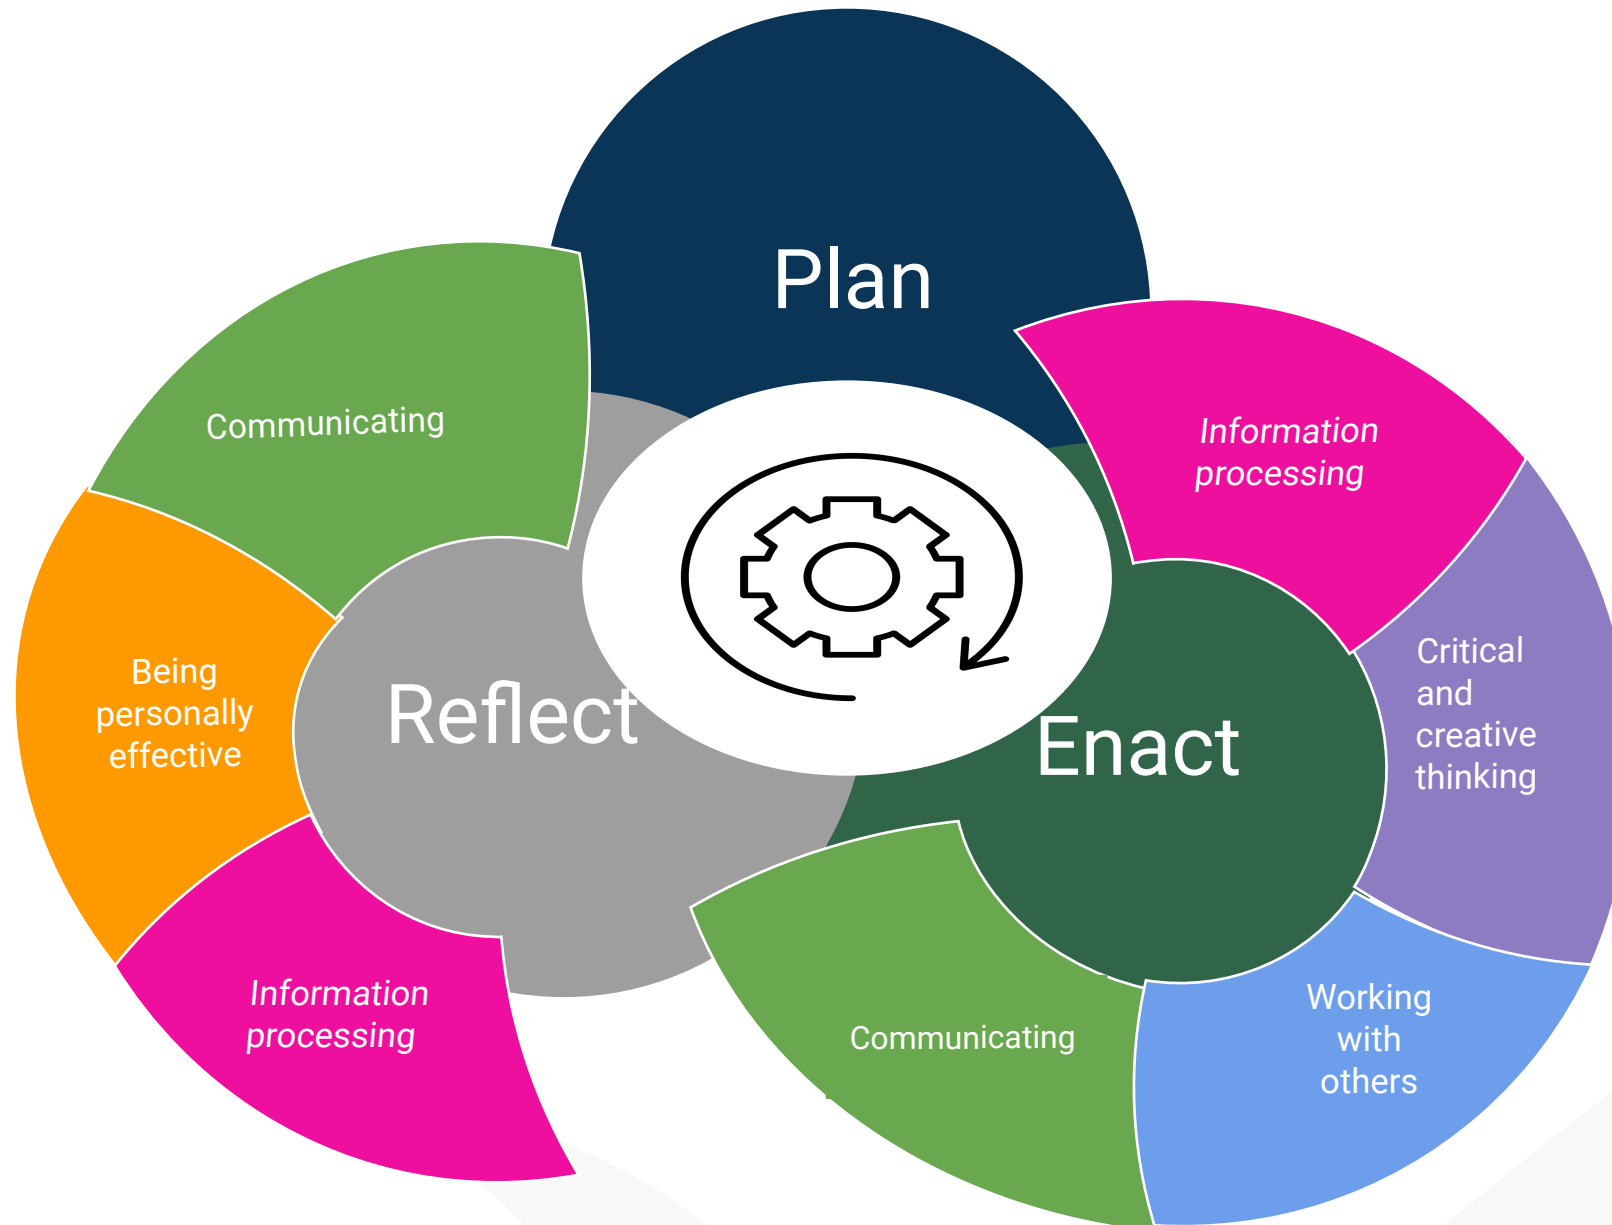 Plan
Communicating
Information
processing
Being
personally
effective
Reflect
Enact
Critical
and
creative
thinking
Information
processing
Communicating
Working
with
others